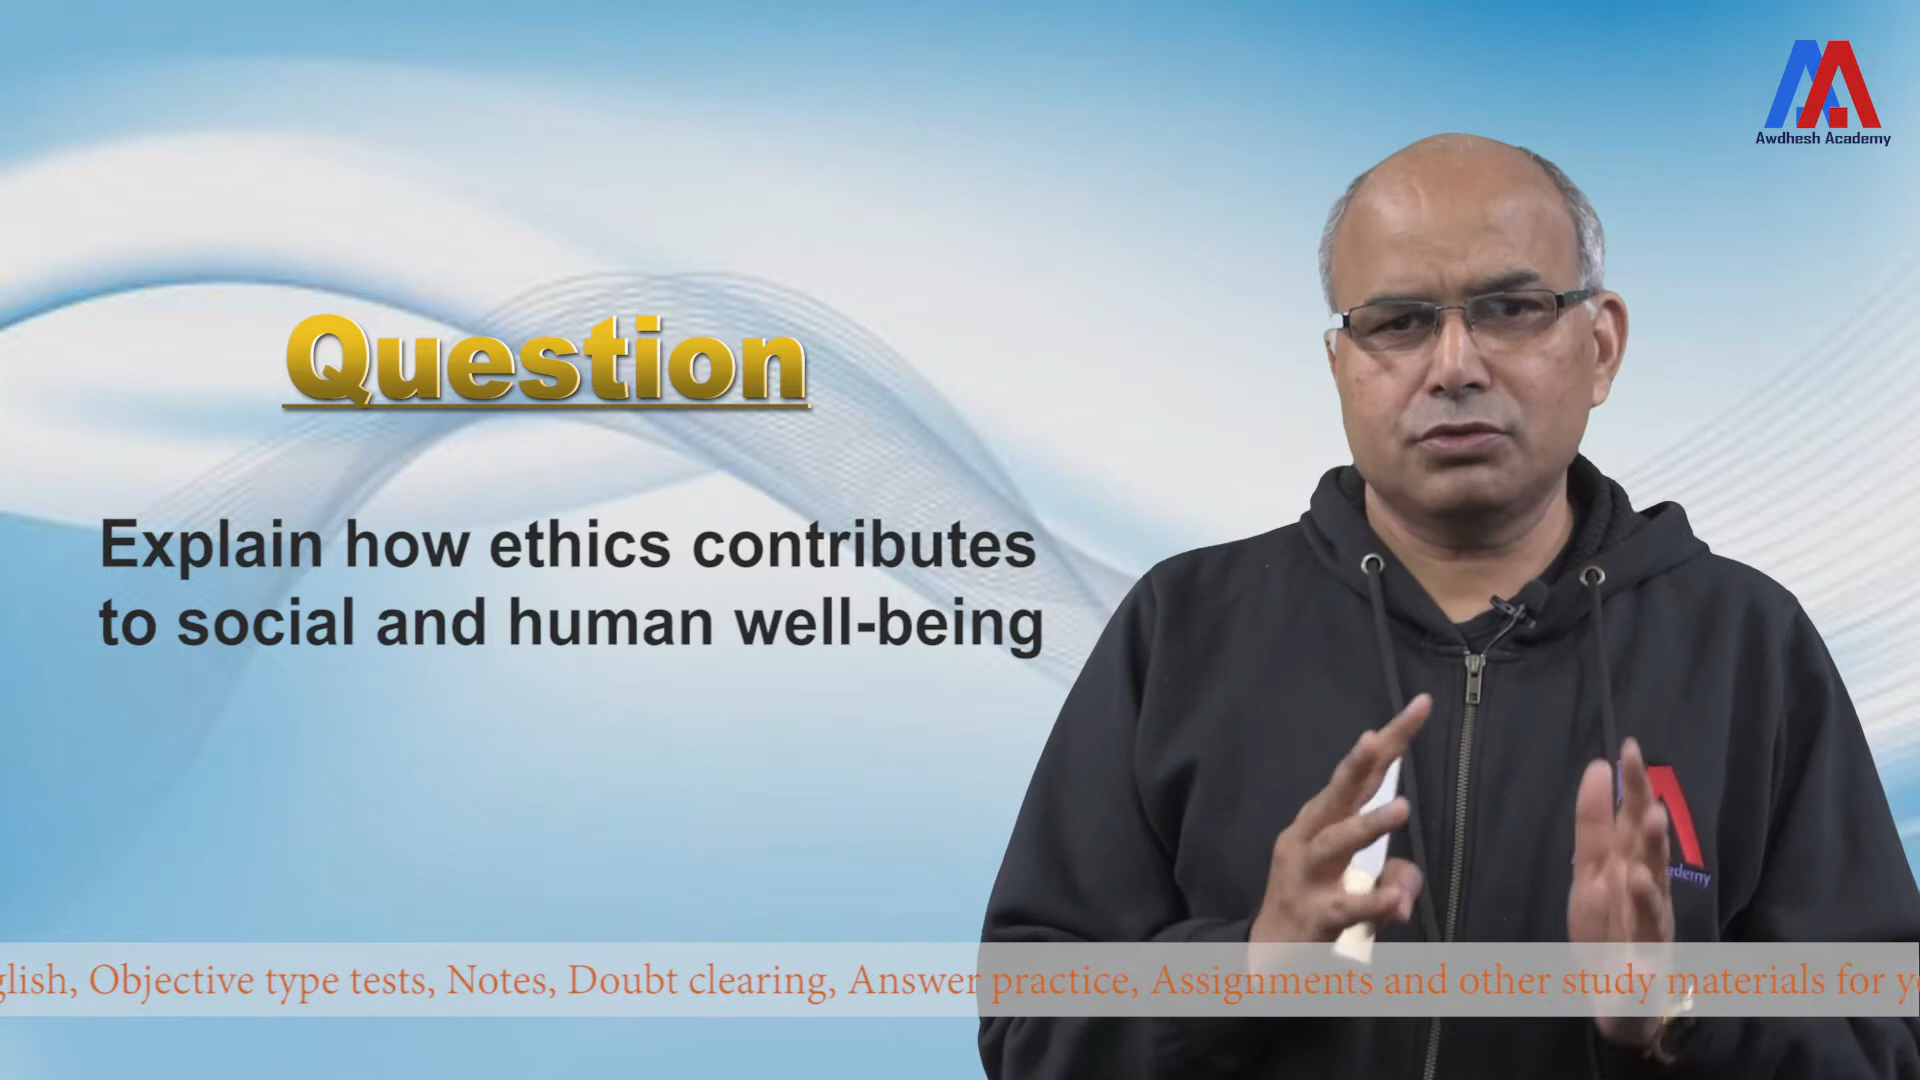 Awdhesh Academy
Question
Explain how ethics contributes
to social and human well-being
Objective type tests, Notes, Doubt clearing, Answer practice, Assignments and other study materials for